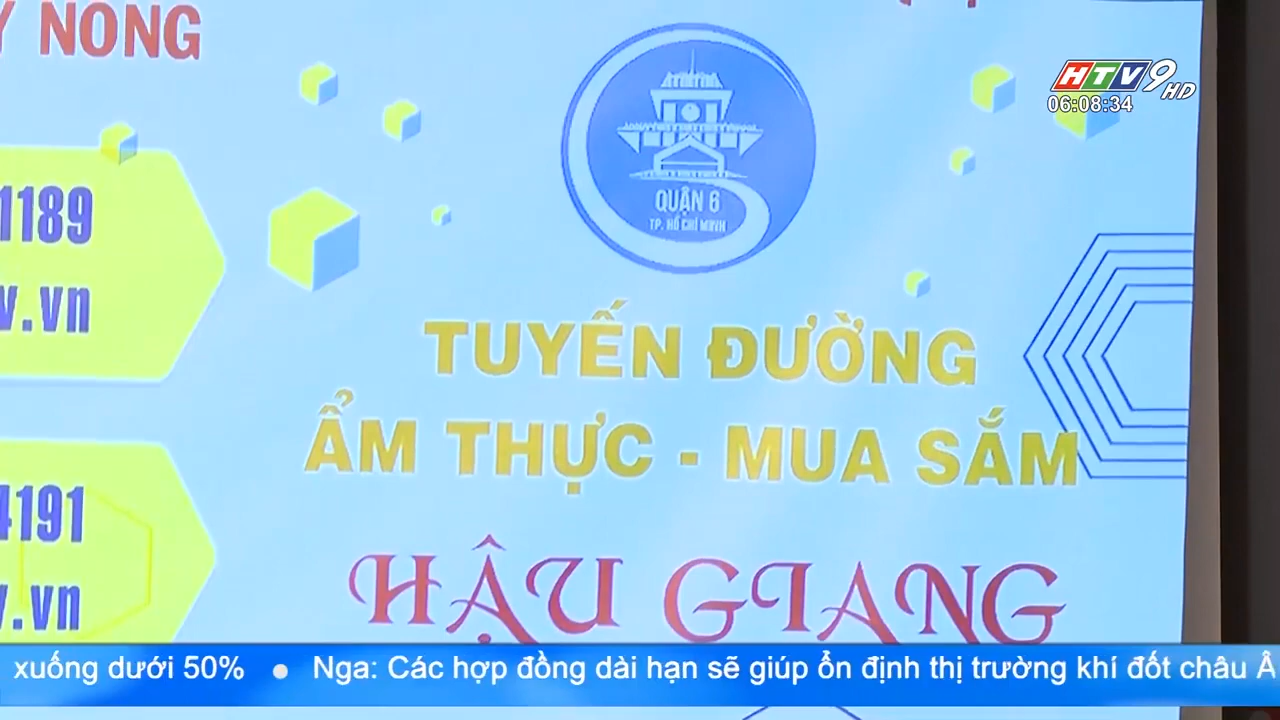 Y NÓNG
HTV9 HD
06:08:34
1189
v.vn
QUẬN 6
TP. HỒ CHÍ MINH
TUYẾN ĐƯỜNG
ẨM THỰC - MUA SẮM
4191
v.vn
HẬU GIANG
xuống dưới 50% ● Nga: Các hợp đồng dài hạn sẽ giúp ổn định thị trường khí đốt châu Â